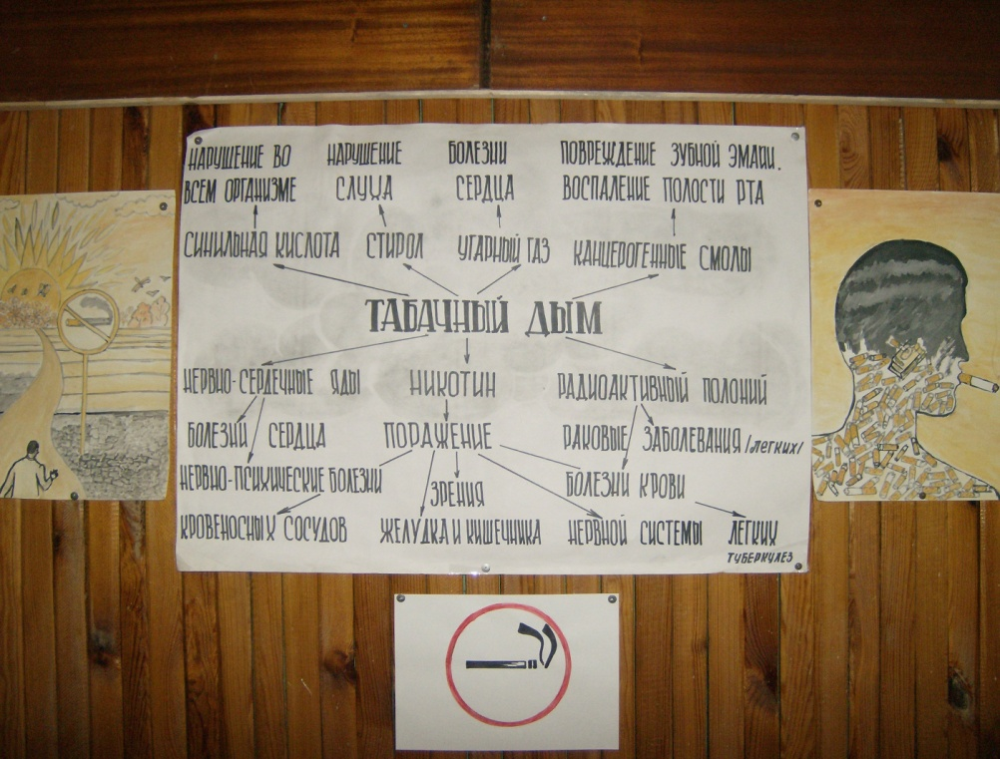 НАРУШЕНИЕ ВО НАРУШЕНИЕ БОЛЕЗНИ ПОВРЕЖДЕНИЕ ЗУБНОЙ ЭМАЛИ.
ВСЕМ ОРГАНИЗМЕ СЛУХА СЕРДЦА ВОСПАЛЕНИЕ ПОЛОСТИ РТА
СИНИЛЬНАЯ КИСЛОТА СТИРОЛ УГАРНЫЙ ГАЗ КАНЦЕРОГЕННЫЕ СМОЛЫ
ТАБАЧНЫЙ ДЫМ
НЕРВНО-СЕРДЕЧНЫЕ ЯДЫ НИКОТИН РАДИОАКТИВНЫЙ ПОЛОНИЙ
БОЛЕЗНИ СЕРДЦА ПОРАЖЕНИЕ РАКОВЫЕ ЗАБОЛЕВАНИЯ /ЛЕГКИХ/
НЕРВНО-ПСИХИЧЕСКИЕ БОЛЕЗНИ ЗРЕНИЯ БОЛЕЗНИ КРОВИ
КРОВЕНОСНЫХ СОСУДОВ ЖЕЛУДКА И КИШЕЧНИКА НЕРВНОЙ СИСТЕМЫ ЛЕГКИХ
ТУБЕРКУЛЕЗ